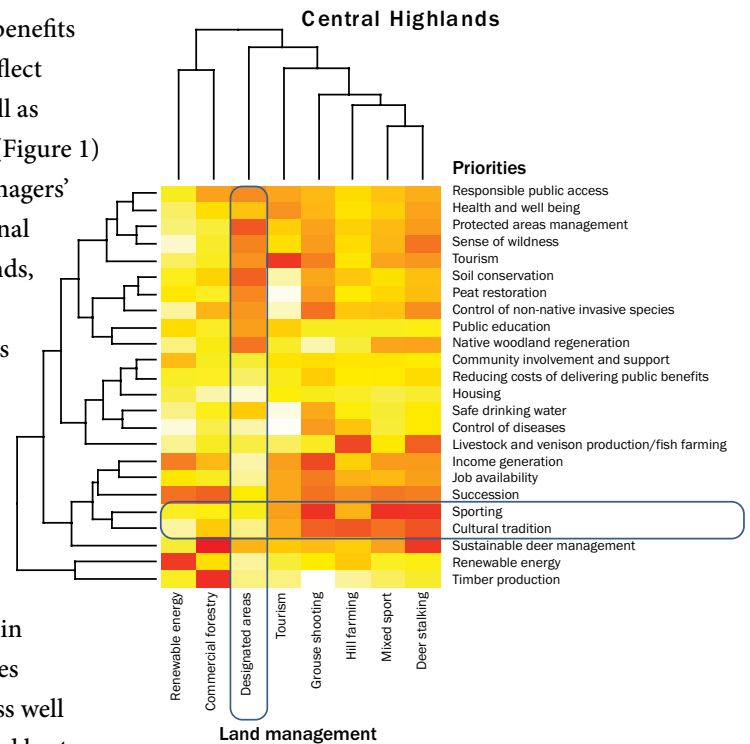 Central Highlands
benefits
flect
ll as
(Figure 1)
nagers'
nal
nds,
s
in
es
ss well
Priorities
Responsible public access
Health and well being
Protected areas management
Sense of wildness
Tourism
Soil conservation
Peat restoration
Control of non-native invasive species
Public education
Native woodland regeneration
Community involvement and support
Reducing costs of delivering public benefits
Housing
Safe drinking water
Control of diseases
Livestock and venison production/fish farming
Income generation
Job availability
Succession
Sporting
Cultural tradition
Sustainable deer management
Renewable energy
Timber production
Renewable energy
Commercial forestry
Designated areas
Tourism
Grouse shooting
Hill farming
Mixed sport
Deer stalking
Land management